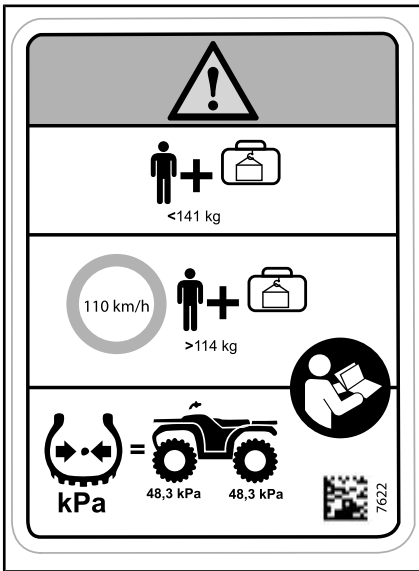 <141 kg
110 km/h
>114 kg
kPa
=
48,3 kPa 48,3 kPa
7622